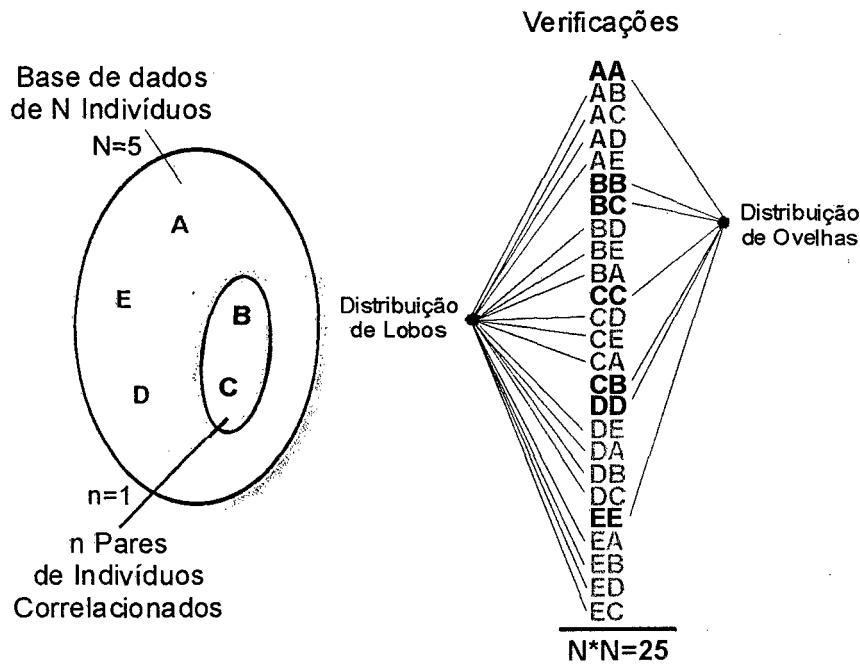 Verificações
Base de dados
de N Indivíduos
N=5
A
E
B
D
C
n=1
n Pares
de Indivíduos
Correlacionados
Distribuição
de Lobos
AA
AB
AC
AD
AE
BB
BC
BD
BE
BA
CC
CD
CE
CA
CB
DD
DE
DA
DB
DC
EE
EA
EB
ED
EC
N*N=25
Distribuição
de Ovelhas